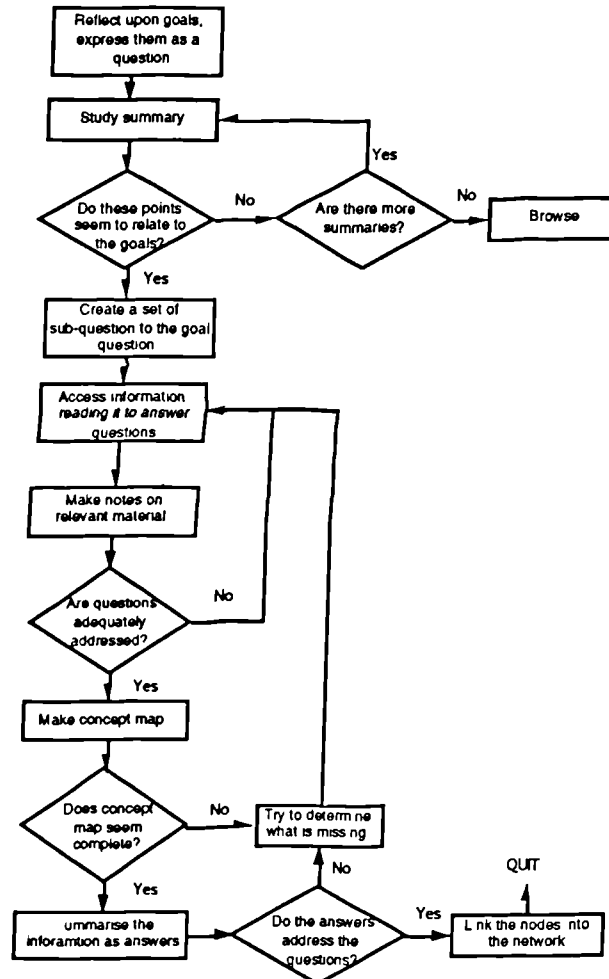 Reflect upon goals,
express them as a
question
Study summary
Yes
Do these points
seem to relate to
the goals?
No
Are there more
summaries?
No
Browse
Yes
Create a set of
sub-question to the goal
question
Access information
reading it to answer
questions
Make notes on
relevant material
Are questions
adequately
addressed?
No
Yes
Make concept map
Does concept
map seem
complete?
No
Try to determine
what is missing
Yes
No
QUIT
ummarise the
inforamtion as answers
Do the answers
address the
questions?
Yes
L nk the nodes nto
the network